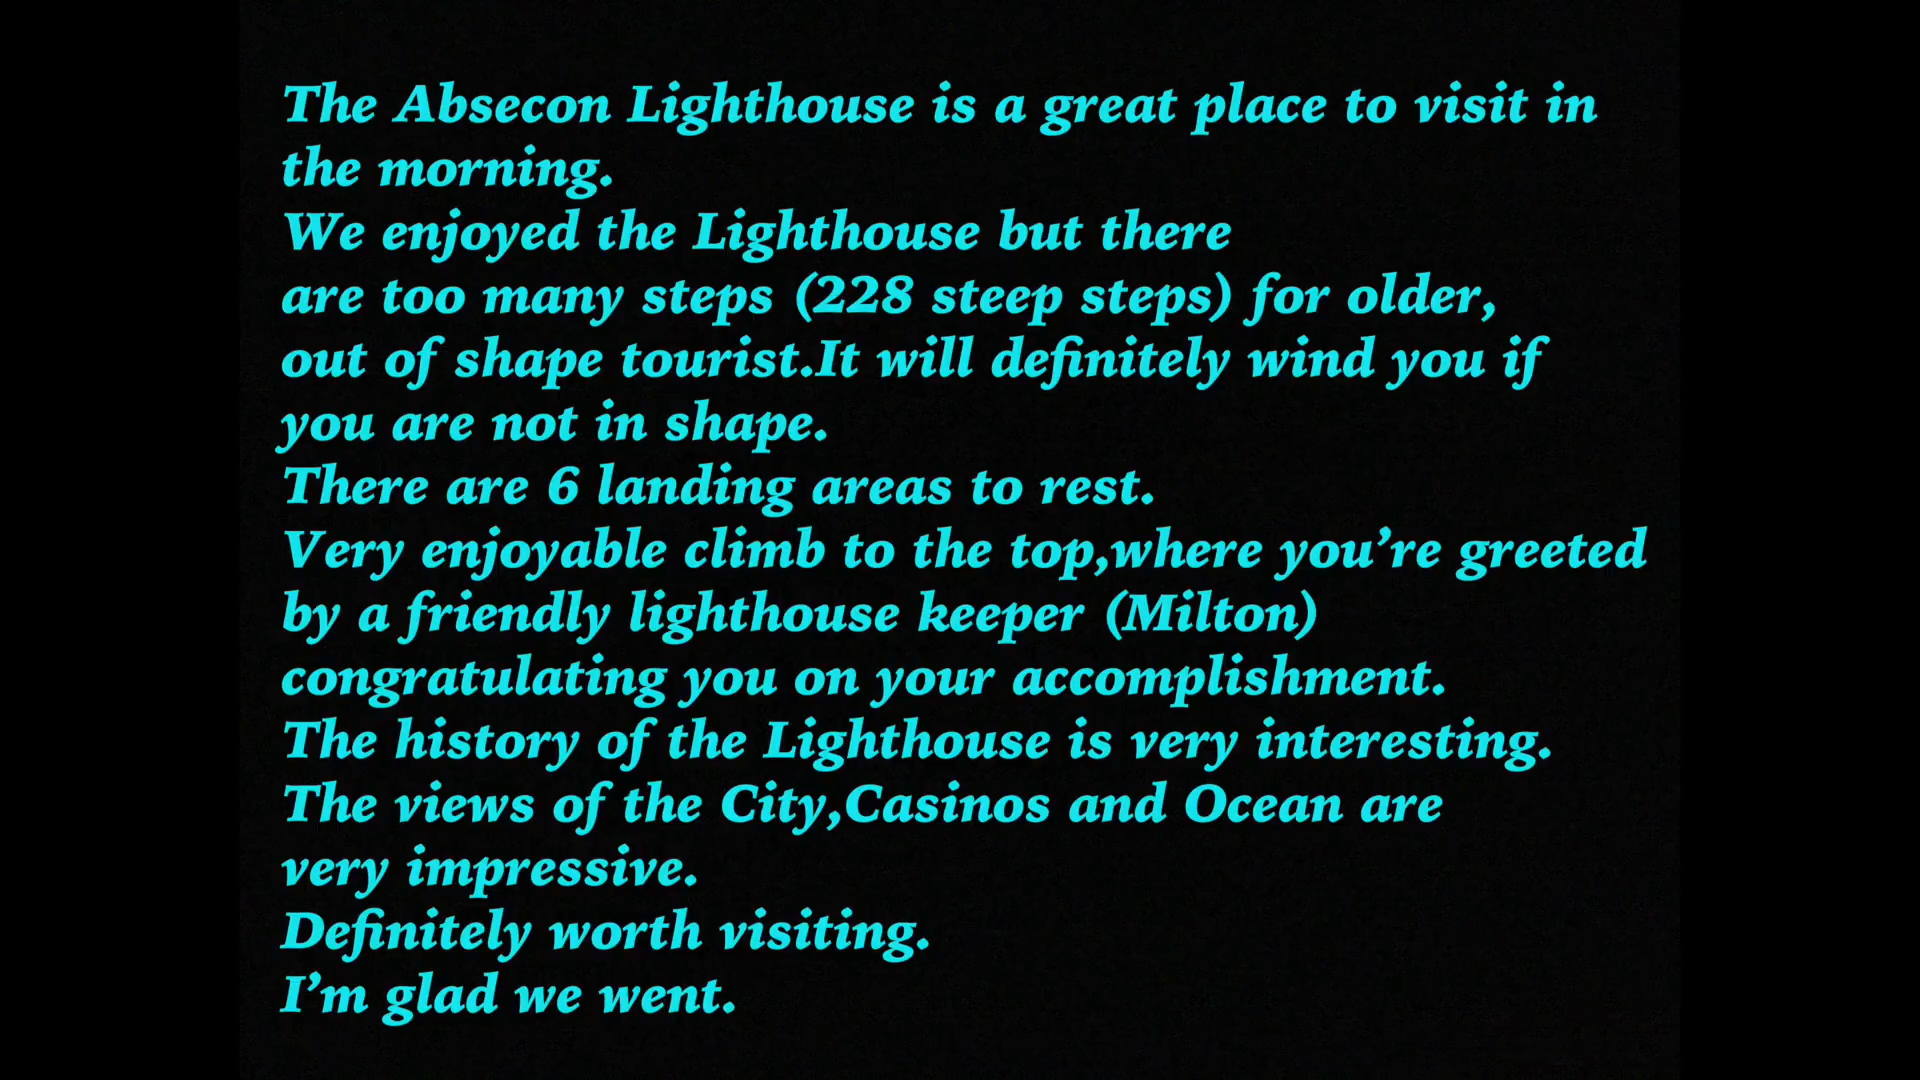 The Absecon Lighthouse is a great place to visit in
the morning.
We enjoyed the Lighthouse but there
are too many steps (228 steep steps) for older,
out of shape tourist.It will definitely wind you if
you are not in shape.
There are 6 landing areas to rest.
Very enjoyable climb to the top,where you’re greeted
by a friendly lighthouse keeper (Milton)
congratulating you on your accomplishment.
The history of the Lighthouse is very interesting.
The views of the City,Casinos and Ocean are
very impressive.
Definitely worth visiting.
I’m glad we went.